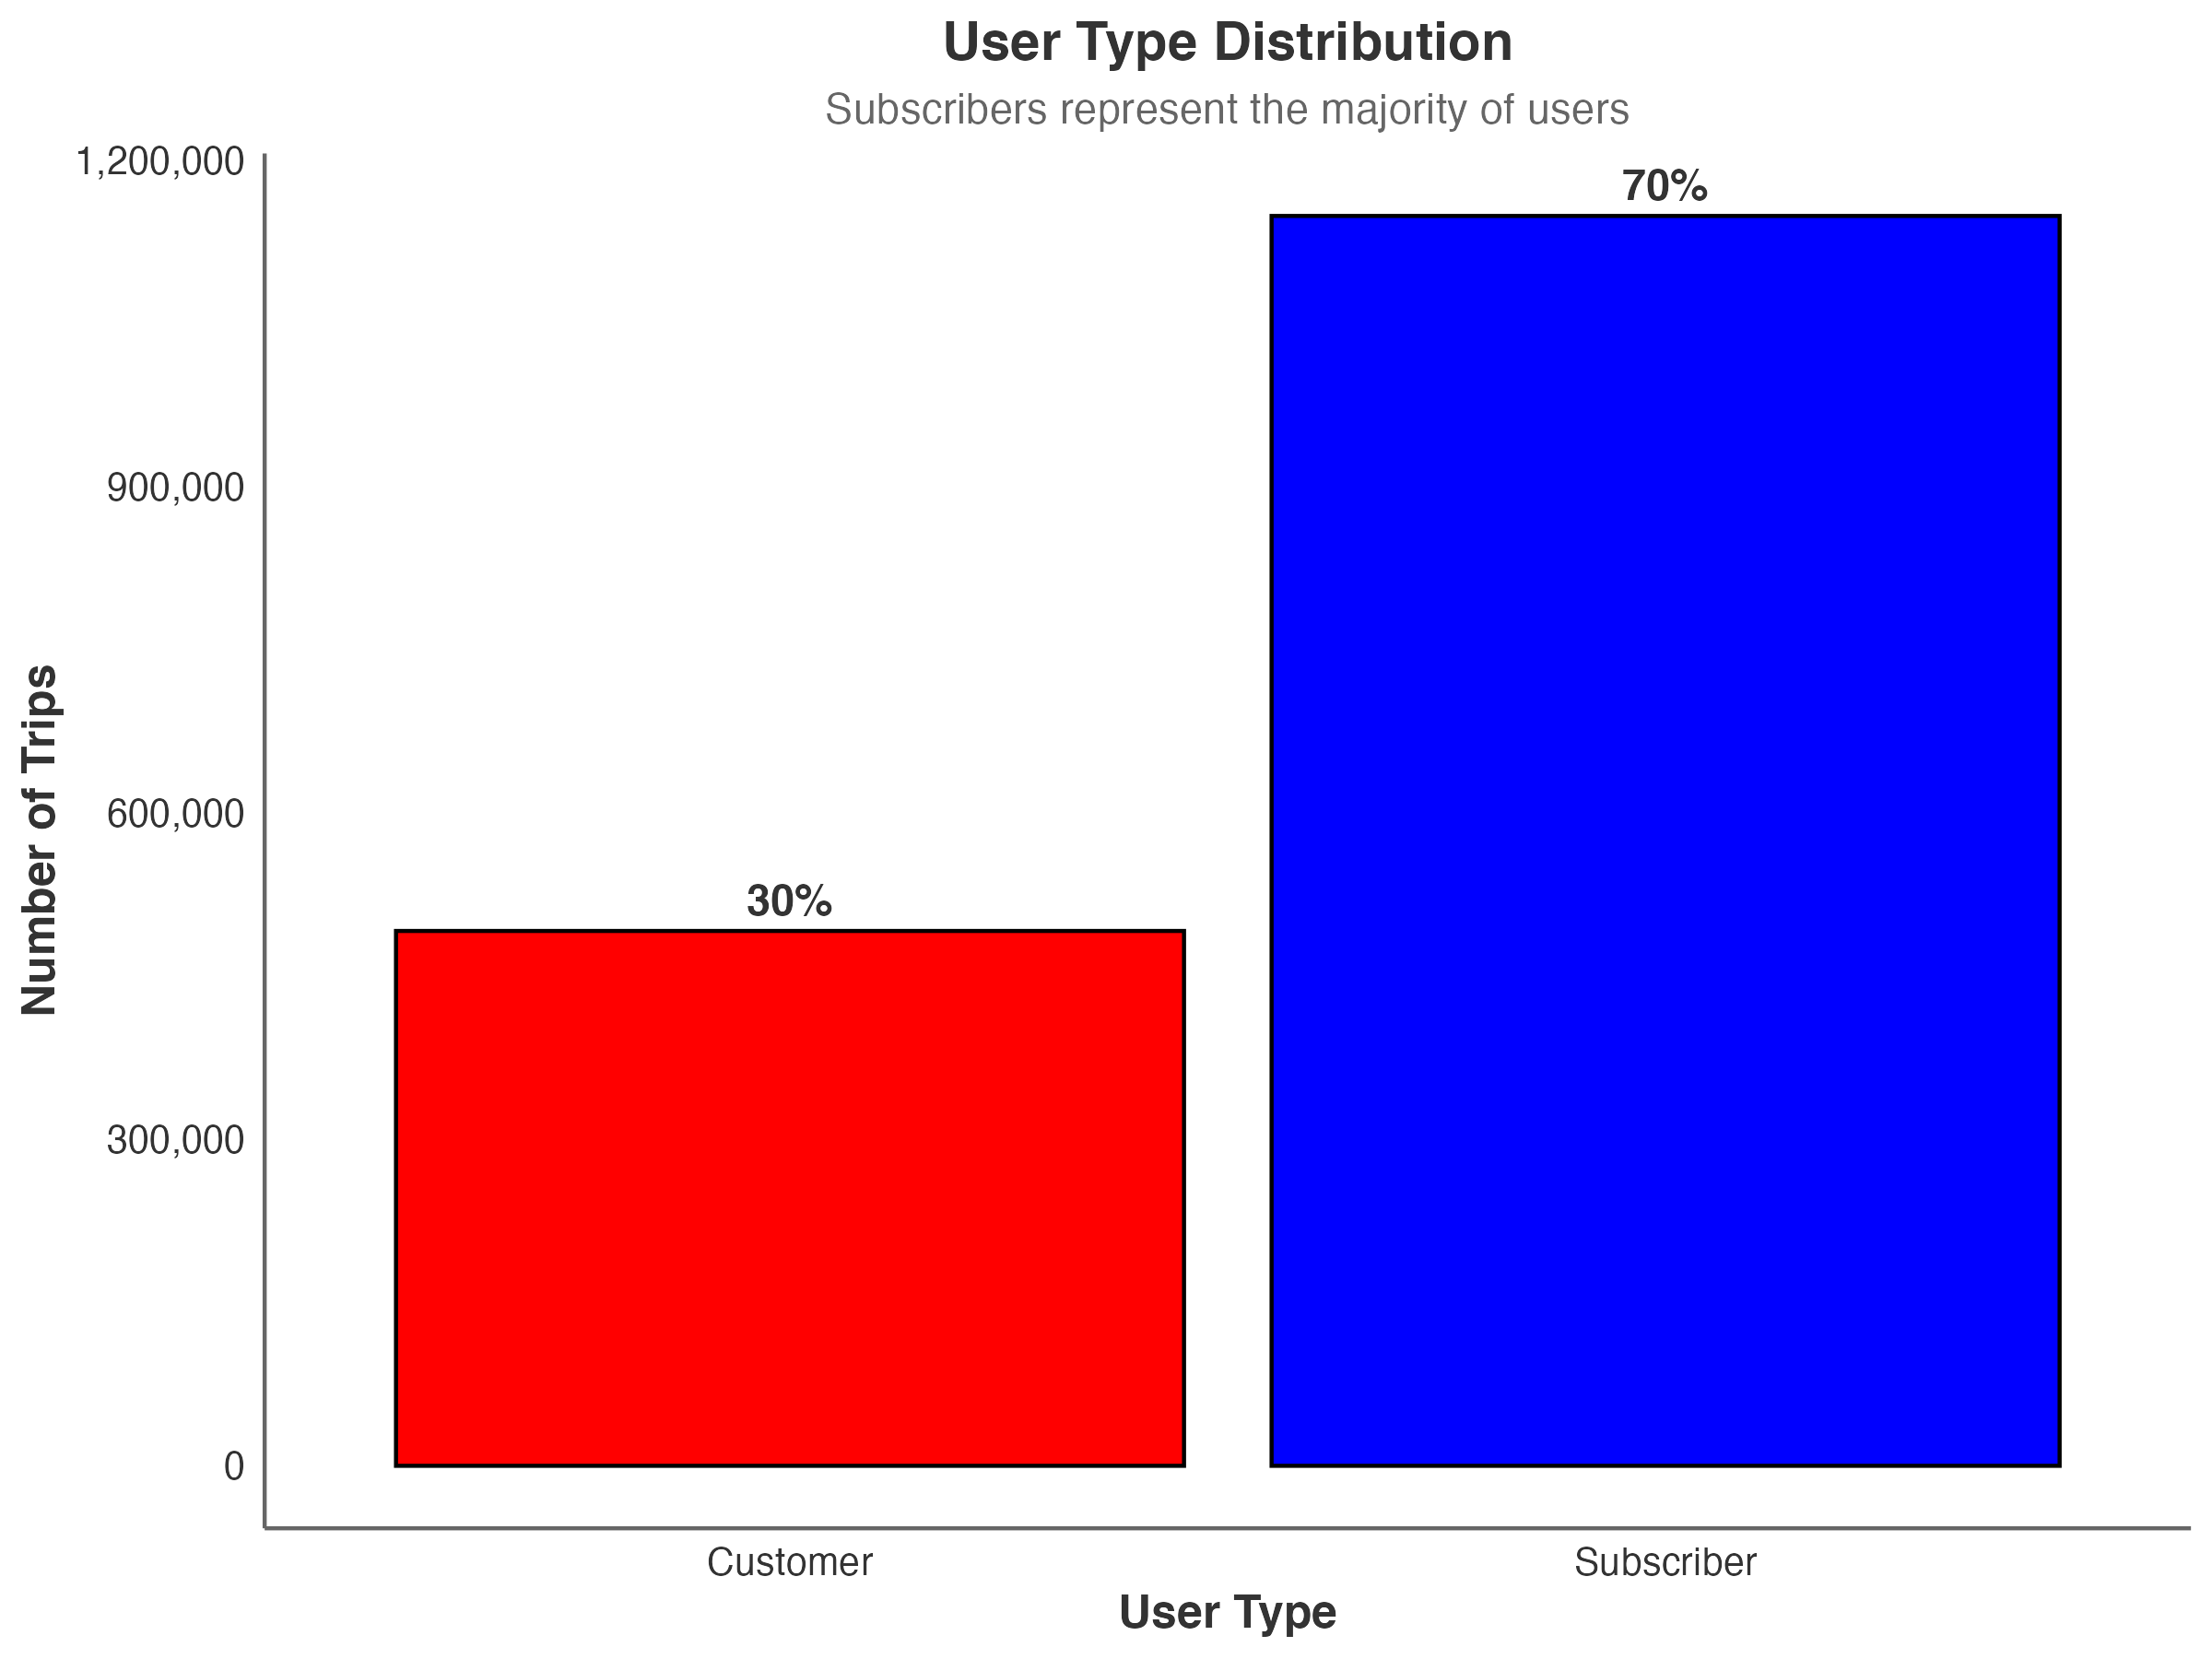 User Type Distribution
Subscribers represent the majority of users
1,200,000
900,000
600,000
300,000
0
Number of Trips
30%
70%
Customer
Subscriber
User Type